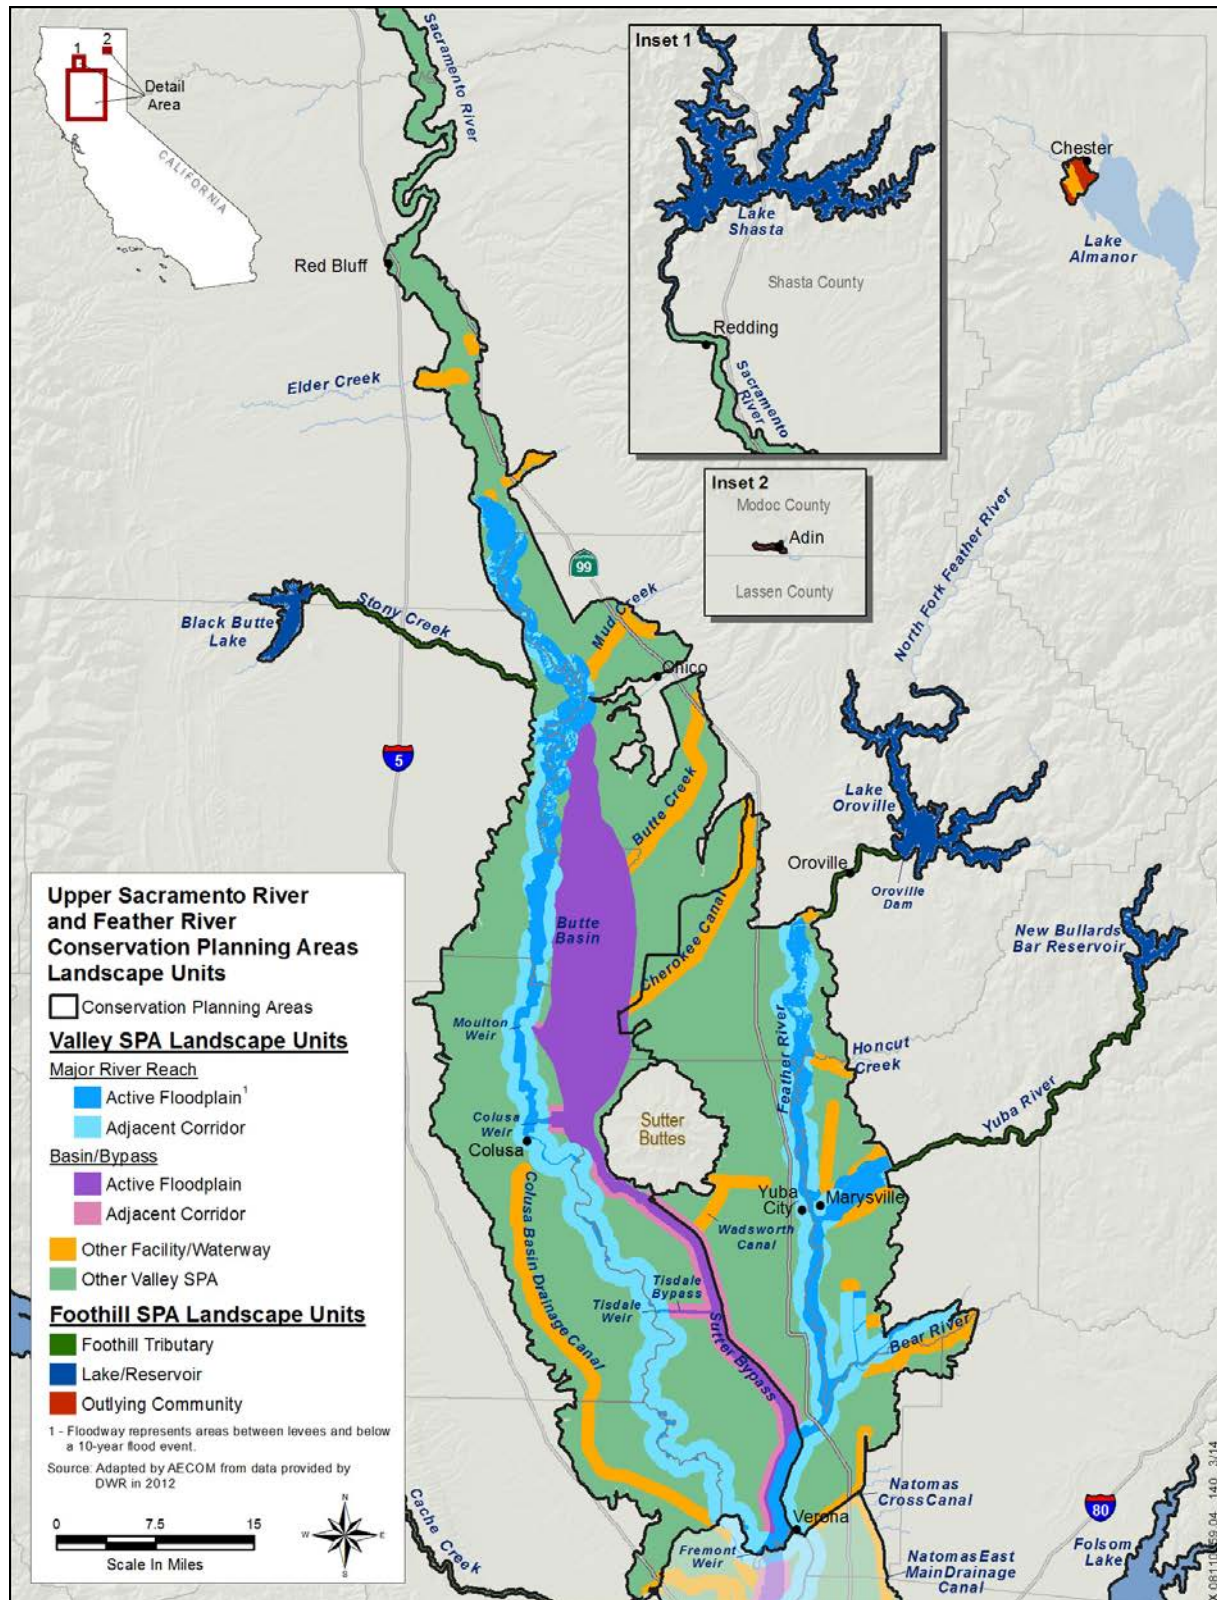 Sacramento River
1
2
Detail
Area
CALIFORNIA
Inset 1
Lake
Shasta
Shasta County
Redding
Sacramento
River
Chester
Lake
Almanor
Red Bluff
Elder Creek
Inset 2
Modoc County
Adin
Lassen County
North Fork Feather River
99
Mud Creek
Stony Creek
Black Butte
Lake
Chico
5
Butte Creek
Lake
Oroville
Oroville
Oroville
Dam
Butte
Basin
Cherokee Canal
New Bullards
Bar Reservoir
Moulton
Weir
Feather River
Honcut
Creek
Yuba River
Colusa
Weir
Colusa
Sutter
Buttes
Yuba
City
Marysville
Wadsworth
Canal
Colusa Basin Drainage Canal
Tisdale
Bypass
Tisdale
Weir
Sutter Bypass
Bear River
Natomas
Cross Canal
Verona
Fremont
Weir
Natomas East
Main Drainage
Canal
80
Folsom
Lake
Cache Creek
Upper Sacramento River
and Feather River
Conservation Planning Areas
Landscape Units
Conservation Planning Areas
Valley SPA Landscape Units
Major River Reach
Active Floodplain1
Adjacent Corridor
Basin/Bypass
Active Floodplain
Adjacent Corridor
Other Facility/Waterway
Other Valley SPA
Foothill SPA Landscape Units
Foothill Tributary
Lake/Reservoir
Outlying Community
1 - Floodway represents areas between levees and below
a 10-year flood event.
Source: Adapted by AECOM from data provided by
DWR in 2012
N
W
E
S
0 7.5 15
Scale In Miles
140 3/14